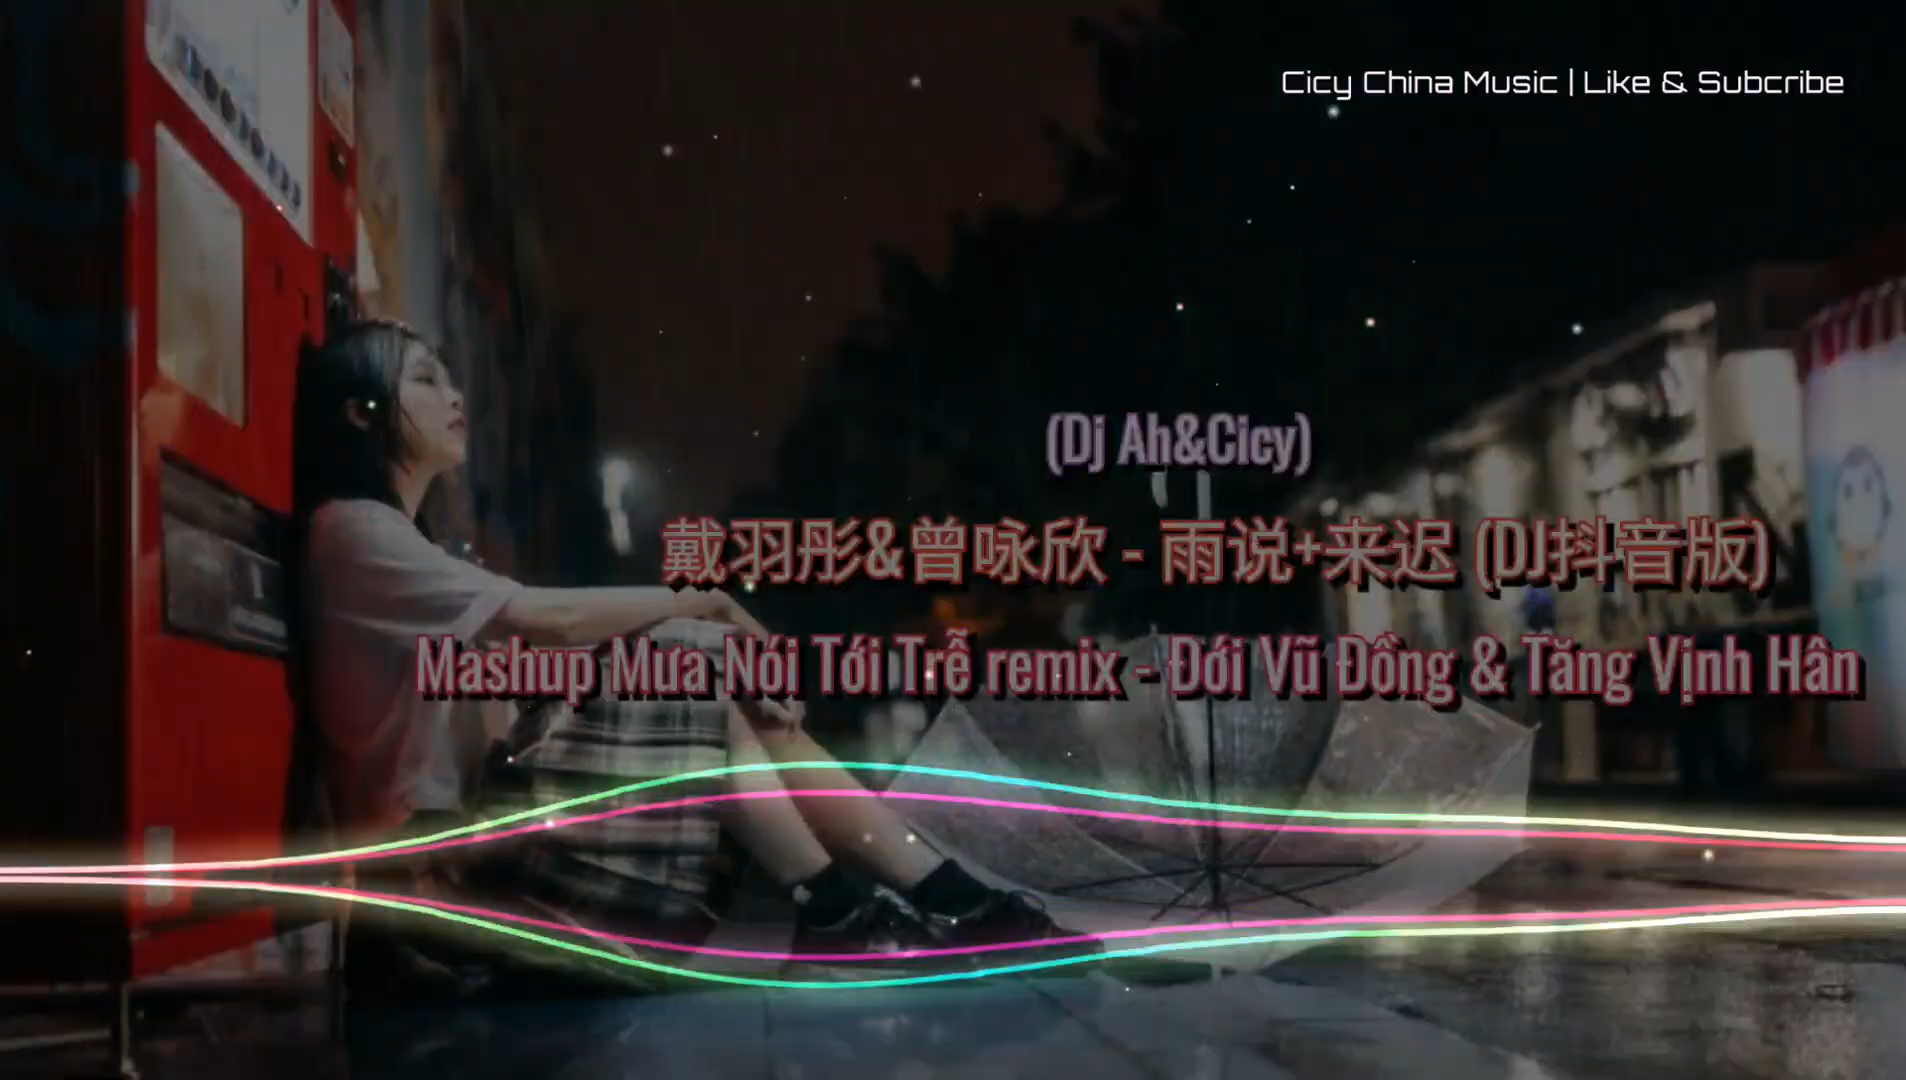 Cicy China Music | Like & Subcribe
(Dj Ah&Cicy)
戴羽彤&曾咏欣 - 雨说+来迟 (DJ抖音版)
Mashup Mưa Nói Tới Trễ remix - Đới Vũ Đồng & Tăng Vịnh Hân